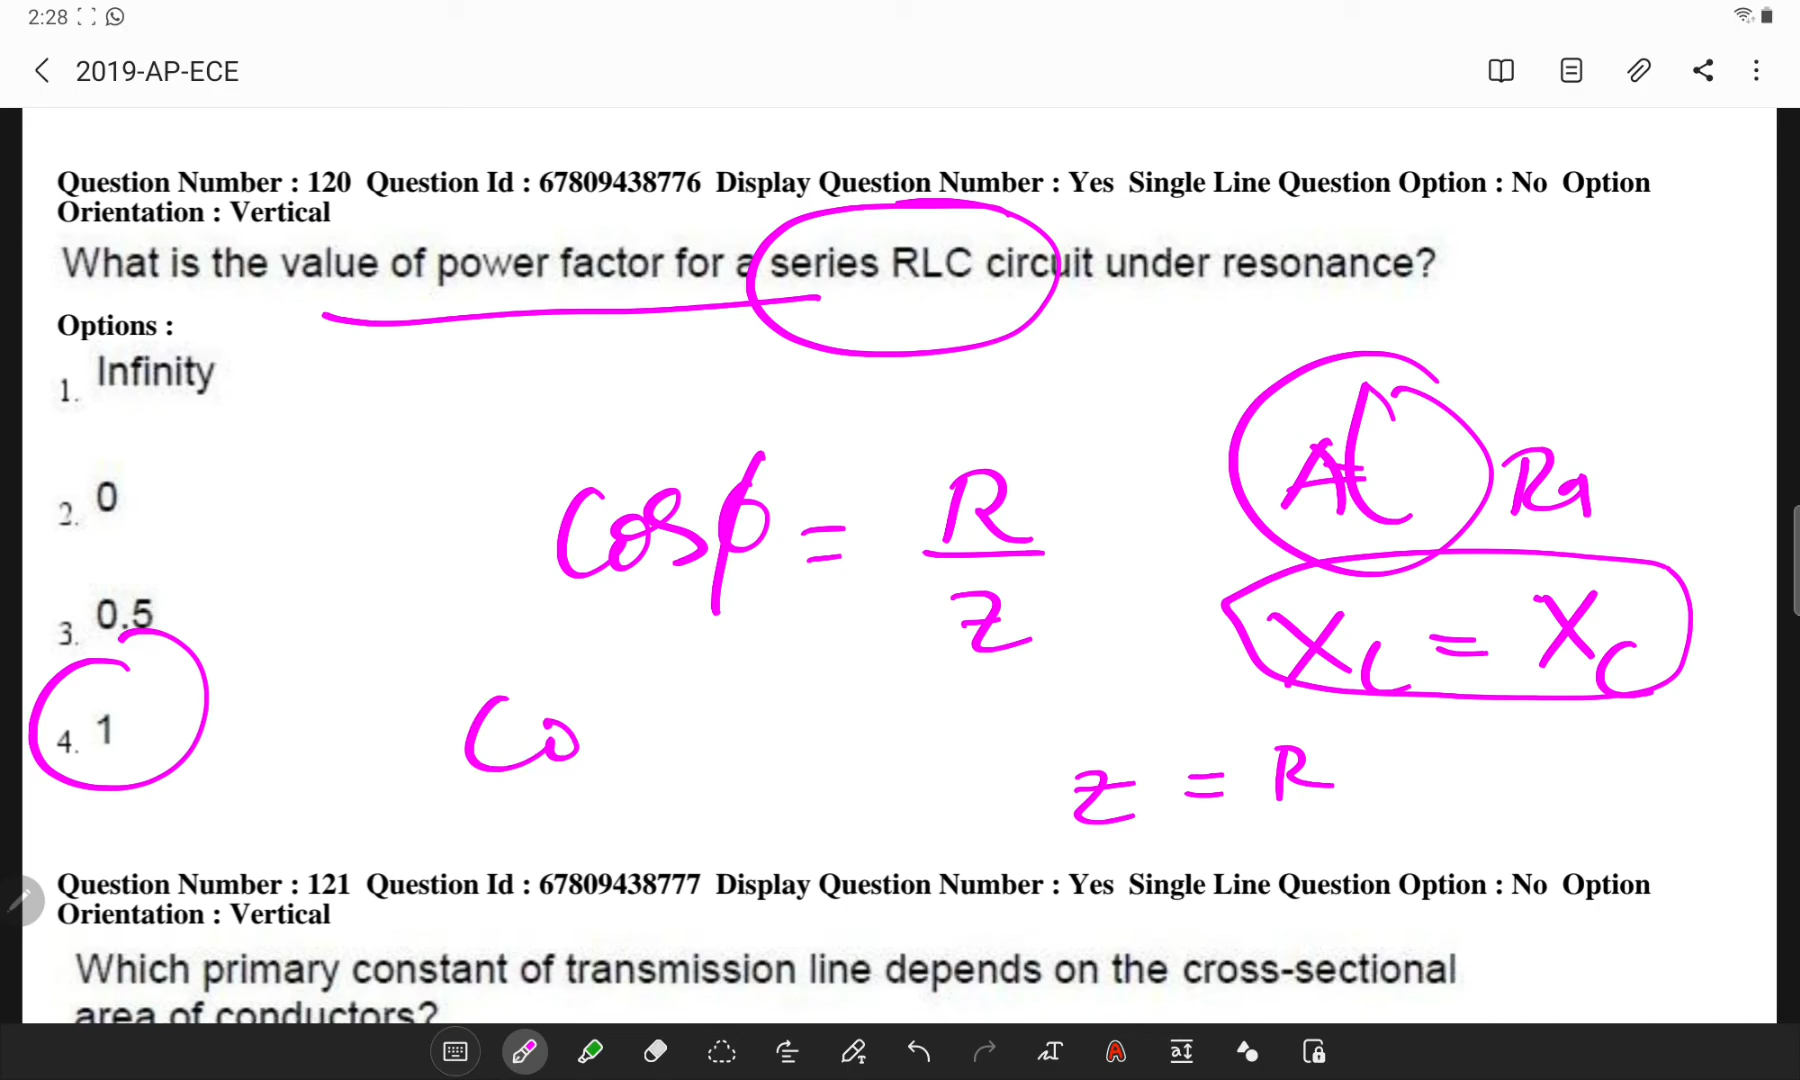 2:28
2019-AP-ECE
Question Number : 120 Question Id : 67809438776 Display Question Number : Yes Single Line Question Option : No Option
Orientation : Vertical
What is the value of power factor for a series RLC circuit under resonance?
Options :
1. Infinity
2. 0
3. 0.5
4. 1
Cosϕ = R
Z
AC
X = X
C
Co
Z = R
Question Number : 121 Question Id : 67809438777 Display Question Number : Yes Single Line Question Option : No Option
Orientation : Vertical
Which primary constant of transmission line depends on the cross-sectional
area of conductors?